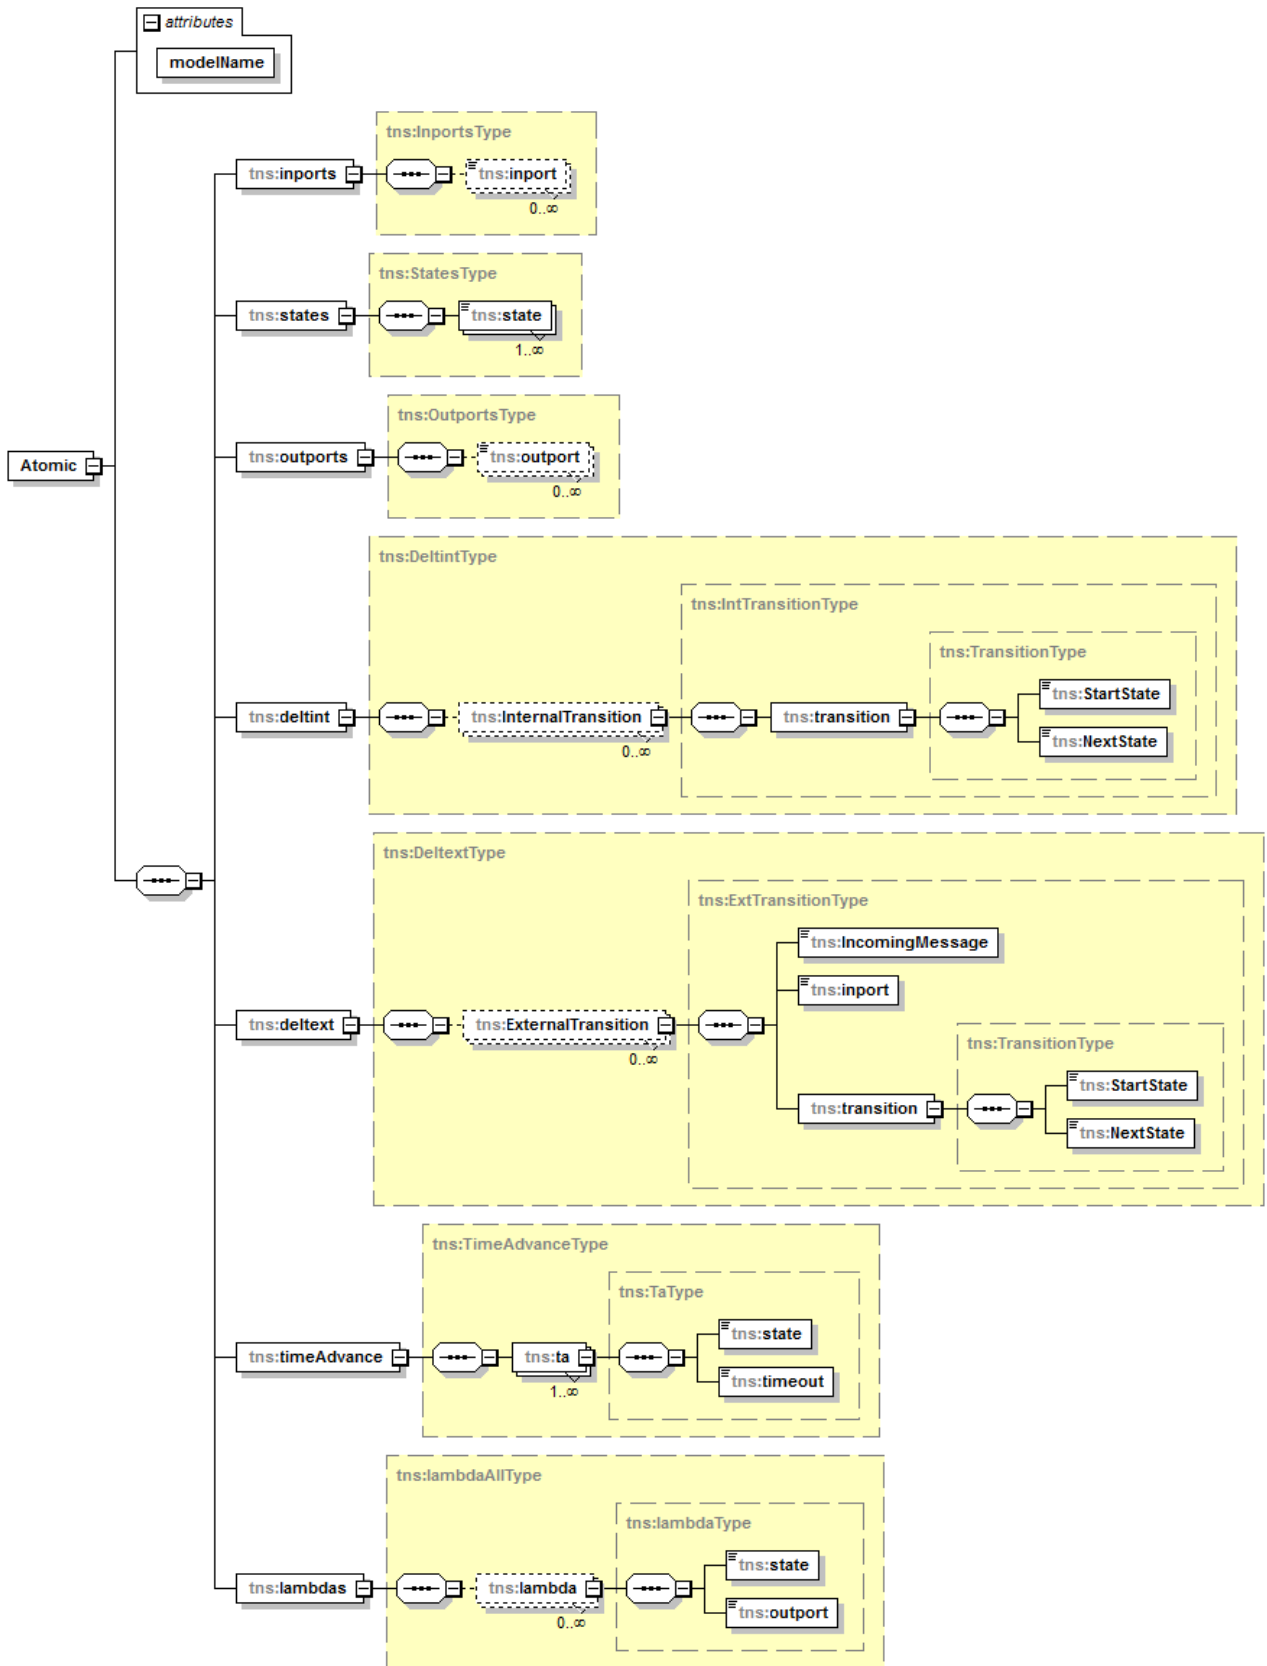 attributes
modelName
tns:InportsType
tns:inports
tns:inport
0..∞
tns:StatesType
tns:states
tns:state
1..∞
tns:OutportsType
Atomic
tns:outports
tns:outport
0..∞
tns:DeltintType
tns:IntTransitionType
tns:TransitionType
tns:StartState
tns:deltint
tns:InternalTransition
tns:transition
tns:NextState
0..∞
tns:DeltextType
tns:ExtTransitionType
tns:IncomingMessage
tns:inport
tns:deltext
tns:ExternalTransition
0..∞
tns:TransitionType
tns:StartState
tns:transition
tns:NextState
tns:TimeAdvanceType
tns:TaType
tns:state
tns:timeAdvance
tns:ta
1..∞
tns:timeout
tns:lambdaAllType
tns:lambdaType
tns:state
tns:lambdas
tns:lambda
0..∞
tns:outport